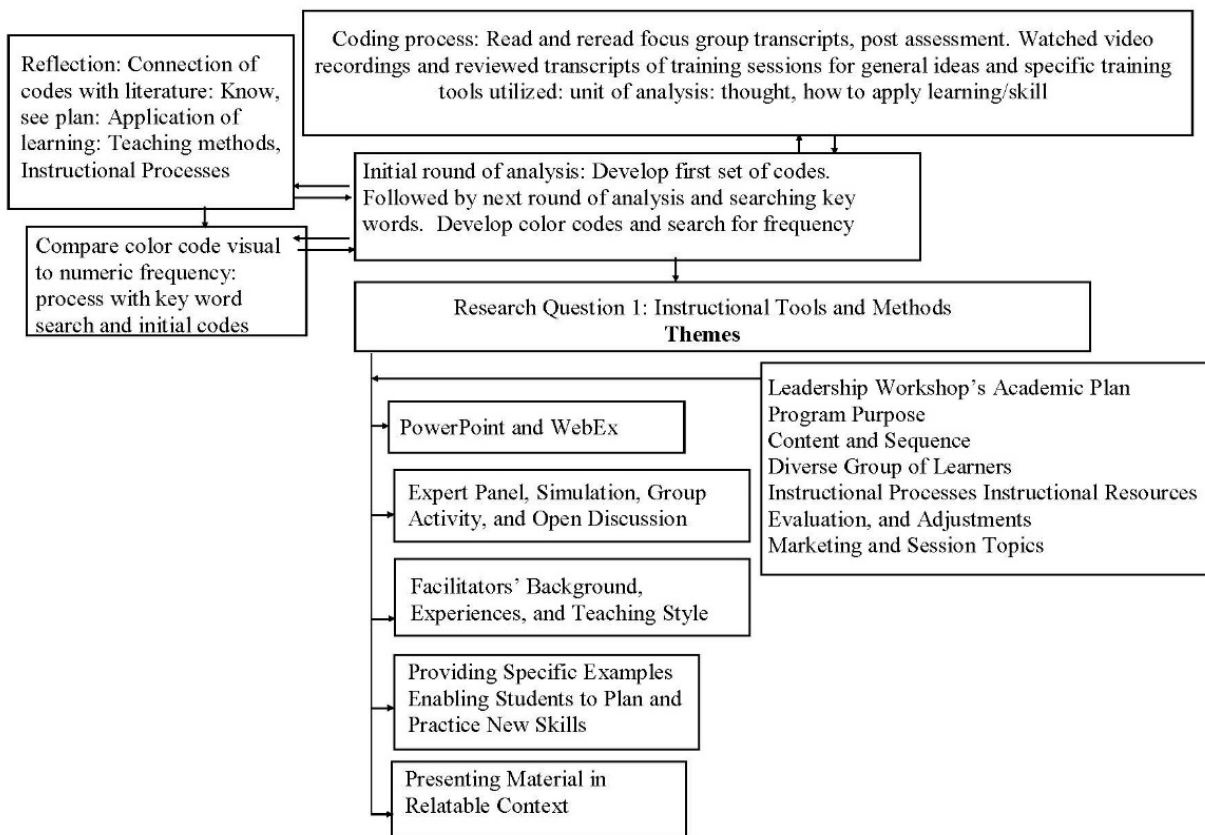 Coding process: Read and reread focus group transcripts, post assessment. Watched video
recordings and reviewed transcripts of training sessions for general ideas and specific training
tools utilized: unit of analysis: thought, how to apply learning/skill
Reflection: Connection of
codes with literature: Know,
see plan: Application of
learning: Teaching methods,
Instructional Processes
Initial round of analysis: Develop first set of codes.
Followed by next round of analysis and searching key
words. Develop color codes and search for frequency
Compare color code visual
to numeric frequency:
process with key word
search and initial codes
Research Question 1: Instructional Tools and Methods
Themes
Leadership Workshop’s Academic Plan
Program Purpose
Content and Sequence
Diverse Group of Learners
Instructional Processes Instructional Resources
Evaluation, and Adjustments
Marketing and Session Topics
PowerPoint and WebEx
Expert Panel, Simulation, Group
Activity, and Open Discussion
Facilitators’ Background,
Experiences, and Teaching Style
Providing Specific Examples
Enabling Students to Plan and
Practice New Skills
Presenting Material in
Relatable Context